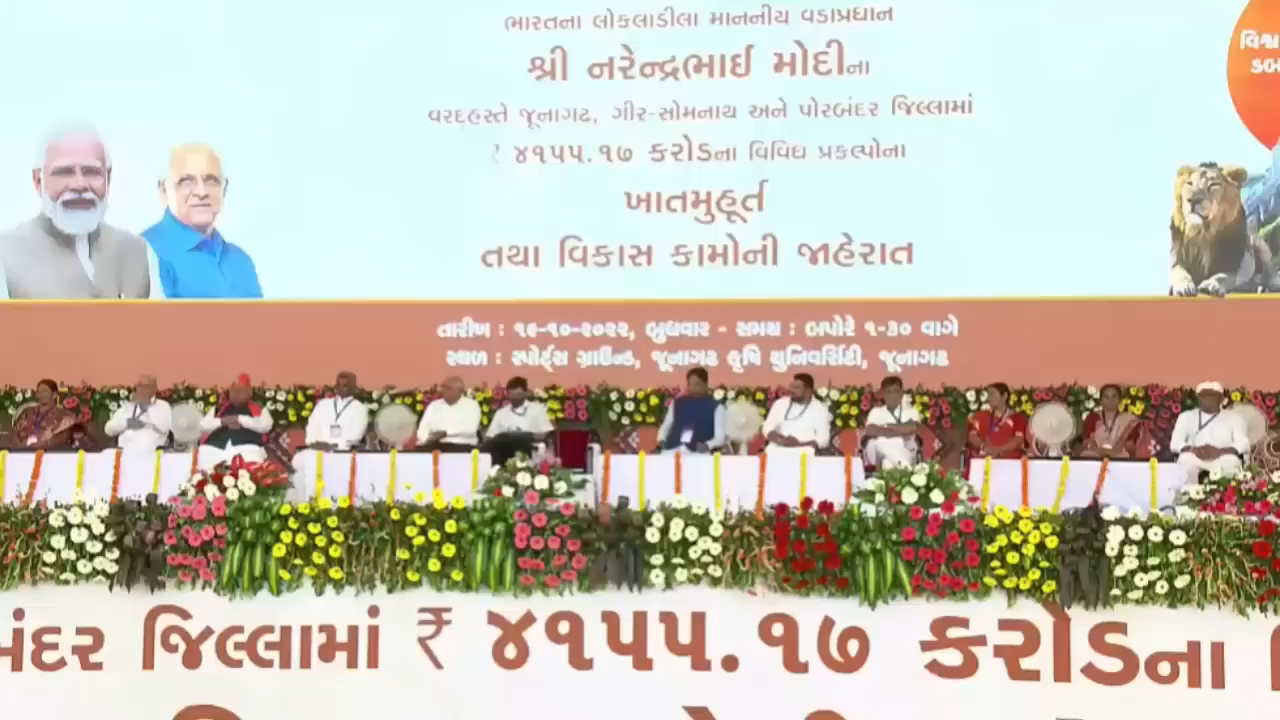 ભારતના લોકલાડીલા માનનીય વડાપ્રધાન
શ્રી નરેન્દ્રભાઈ મોદીના
વરદહસ્તે જૂનાગઢ, ગીર-સોમનાથ અને પોરબંદર જિલ્લામાં
₹ ૪૧૫૫.૧૭ કરોડના વિવિધ પ્રકલ્પોના
ખાતમુહૂર્ત
તથા વિકાસ કામોની જાહેરાત
તારીખ : ૧૯-૧૦-૨૦૨૨, બુધવાર - સમય : બપોરે ૧-૩૦ વાગે
સ્થળ : સ્પોર્ટ્સ ગ્રાઉન્ડ, જૂનાગઢ કૃષિ યુનિવર્સિટી, જૂનાગઢ
વિશ્વ
બંદર જિલ્લામાં ₹ ૪૧૫૫.૧૭ કરોડના